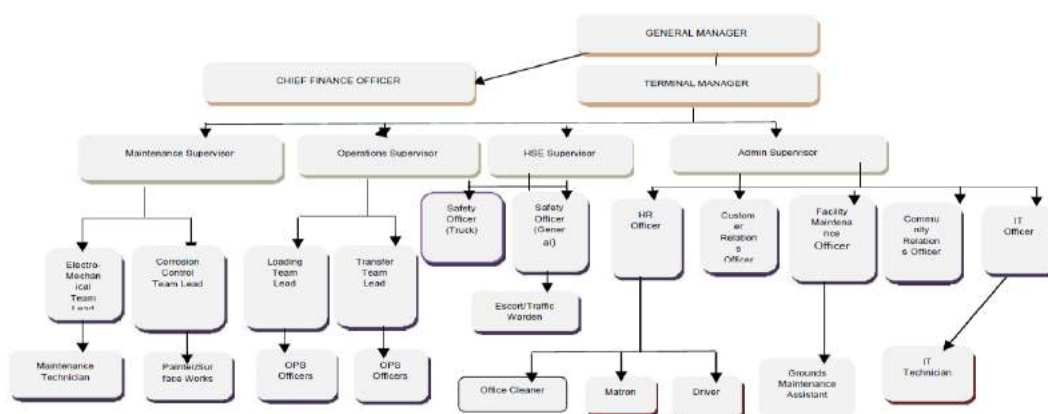 GENERAL MANAGER
CHIEF FINANCE OFFICER
TERMINAL MANAGER
Maintenance Supervisor
Operations Supervisor
HSE Supervisor
Admin Supervisor
Safety
Officer
(Truck)
Safety
Officer
(Gener
al)
HR
Officer
Custom
er
Relation
s
Officer
Facility
Maintena
nce
Officer
Commu
nity
Relation
s Officer
IT
Officer
Electro-
Mechan
ical
Team
Lead
Corrosion
Control
Team Lead
Loading
Team
Lead
Transfer
Team
Lead
Escort/Traffic
Warden
Maintenance
Technician
Painter/Sur
face Works
OPS
Officers
OPS
Officers
Office Cleaner
Matron
Driver
Grounds
Maintenance
Assistant
IT
Technician